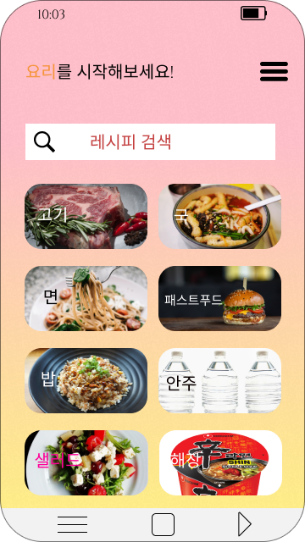 10:03
요리를 시작해보세요!
레시피 검색
고기
국
면
패스트푸드
밥
안주
샐러드
해장
辛